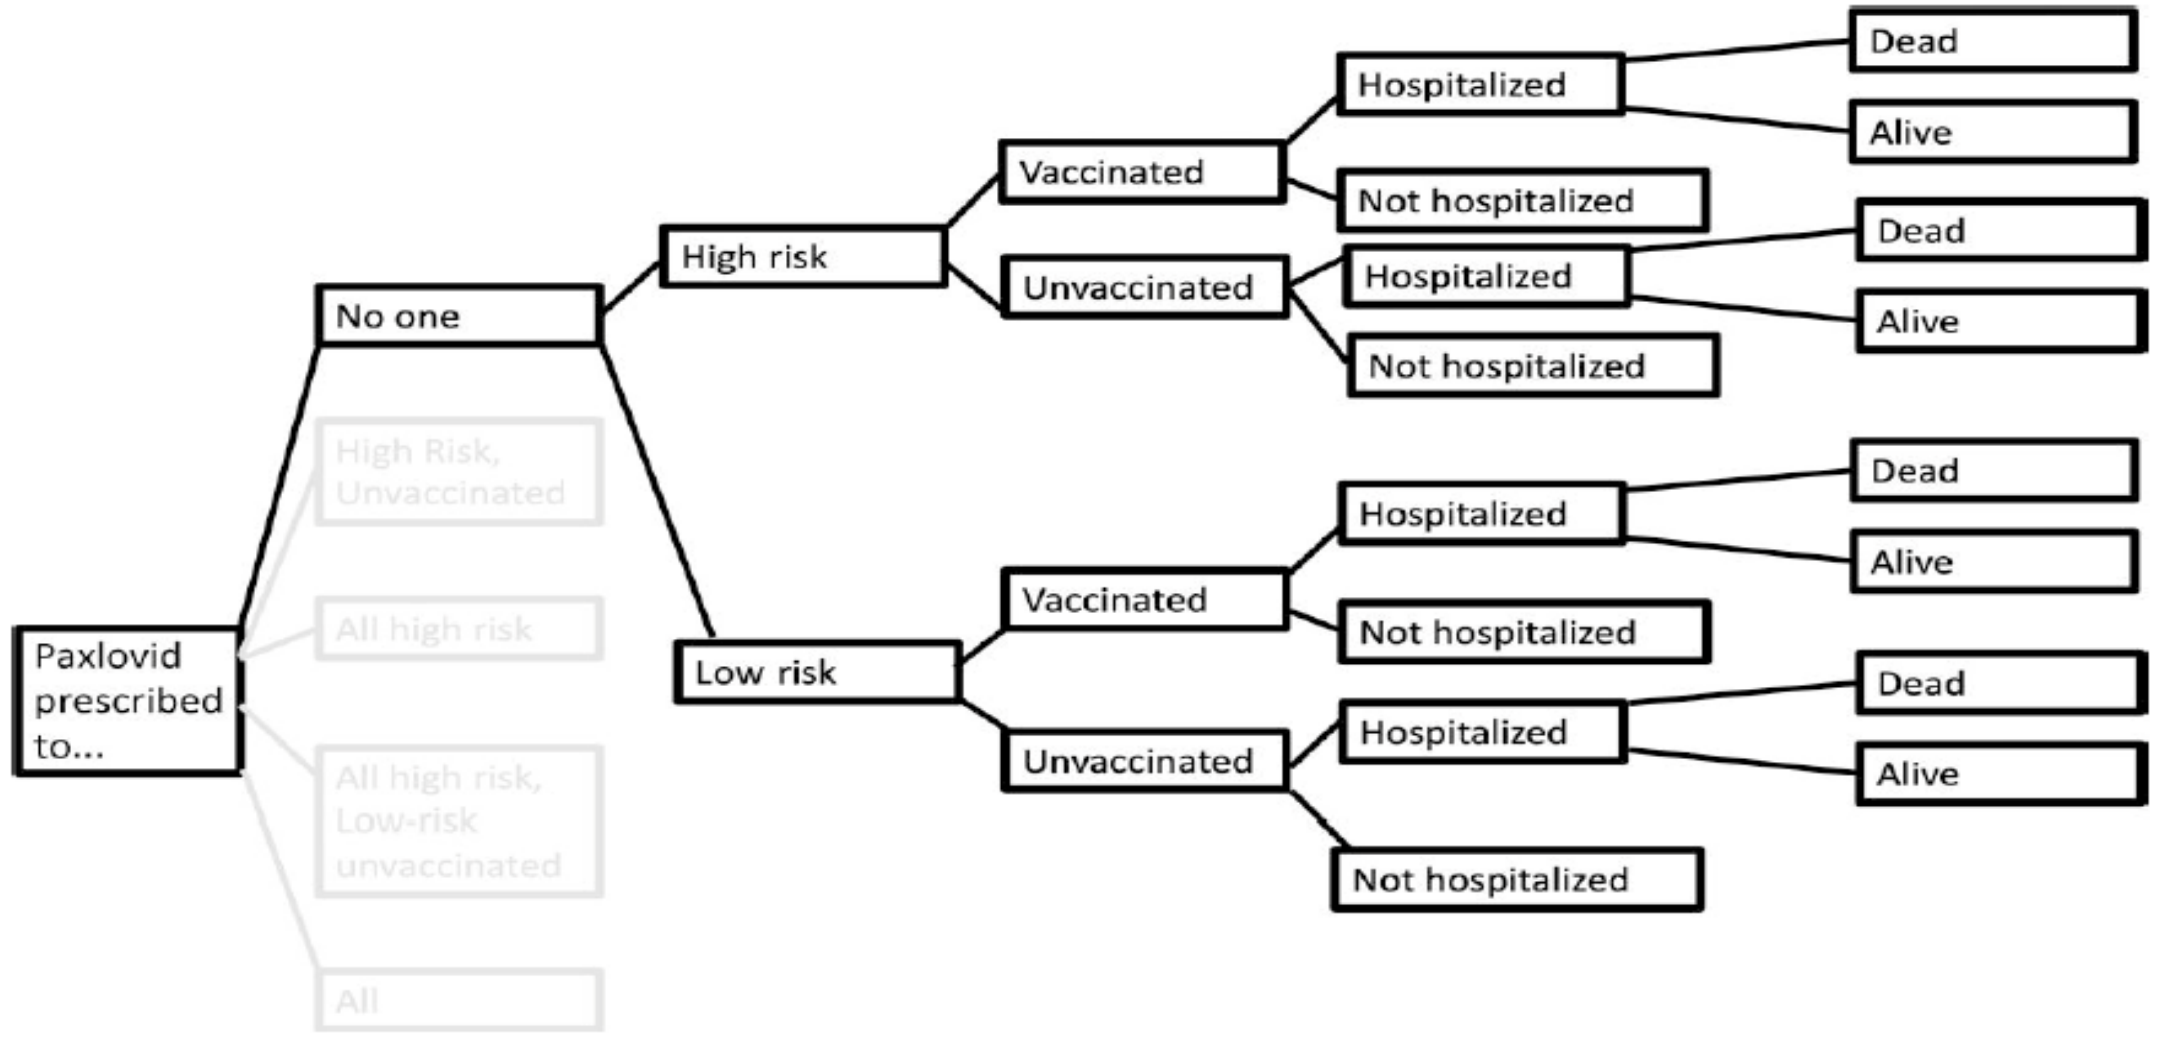 Dead
Hospitalized
Alive
Vaccinated
Not hospitalized
Dead
High risk
Hospitalized
Unvaccinated
Alive
No one
Not hospitalized
High Risk,
Unvaccinated
Dead
Hospitalized
Alive
Vaccinated
Not hospitalized
All high risk
Low risk
Dead
Paxlovid
prescribed
to...
Hospitalized
Unvaccinated
Alive
All high risk,
Low-risk
unvaccinated
Not hospitalized
All